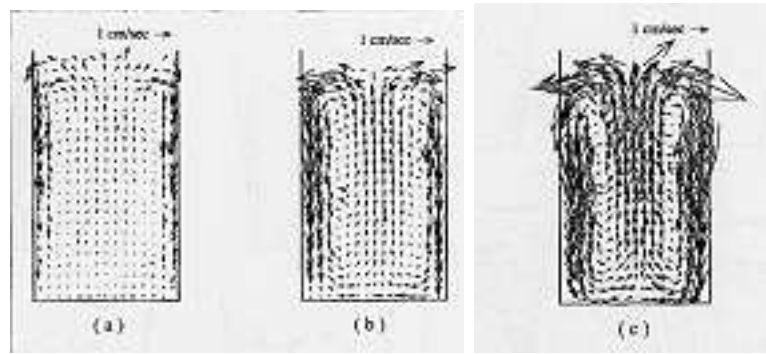 1 cm/sec →
1 cm/sec →
1 cm/sec →
(a)
(b)
(c)